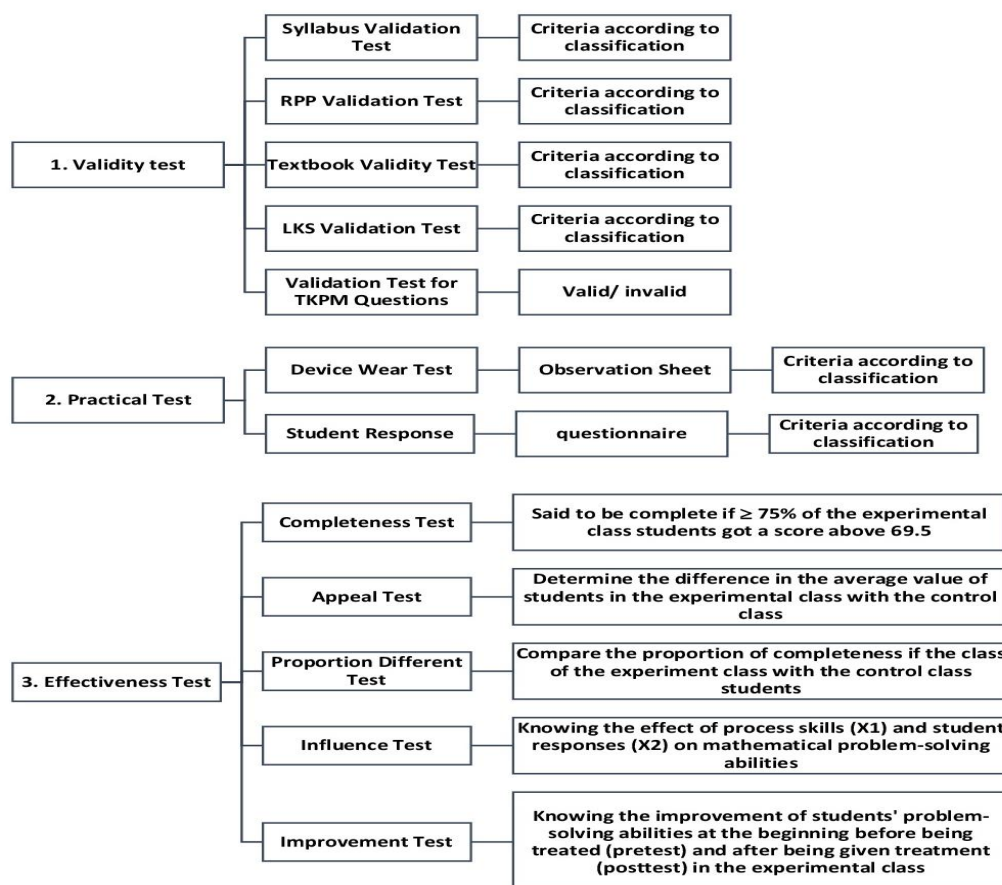 Syllabus Validation
Test
Criteria according to
classification
RPP Validation Test
Criteria according to
classification
1. Validity test
Textbook Validity Test
Criteria according to
classification
LKS Validation Test
Criteria according to
classification
Validation Test for
TKPM Questions
Valid/ invalid
2. Practical Test
Device Wear Test
Observation Sheet
Criteria according to
classification
Student Response
questionnaire
Criteria according to
classification
3. Effectiveness Test
Completeness Test
Said to be complete if ≥ 75% of the experimental
class students got a score above 69.5
Appeal Test
Determine the difference in the average value of
students in the experimental class with the control
class
Proportion Different
Test
Compare the proportion of completeness if the class
of the experiment class with the control class
students
Influence Test
Knowing the effect of process skills (X1) and student
responses (X2) on mathematical problem-solving
abilities
Improvement Test
Knowing the improvement of students' problem-
solving abilities at the beginning before being
treated (pretest) and after being given treatment
(posttest) in the experimental class